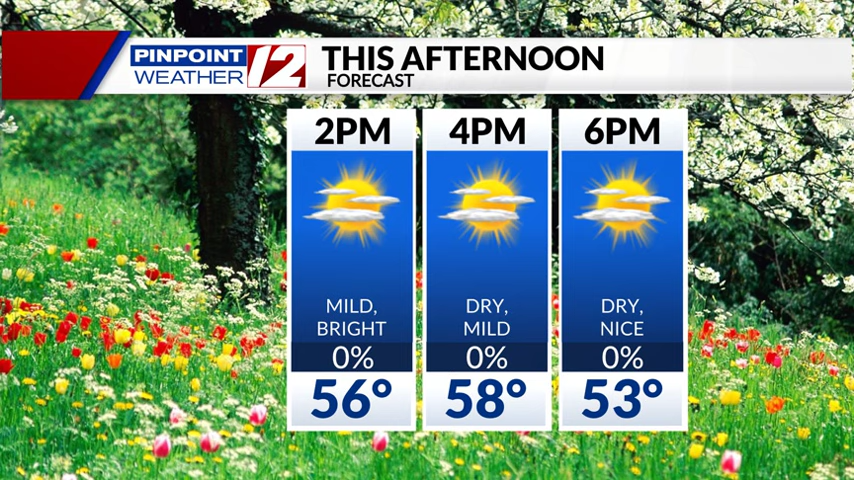 PINPOINT
WEATHER 12
THIS AFTERNOON
FORECAST
2PM
MILD,
BRIGHT
0%
56°
4PM
DRY,
MILD
0%
58°
6PM
DRY,
NICE
0%
53°